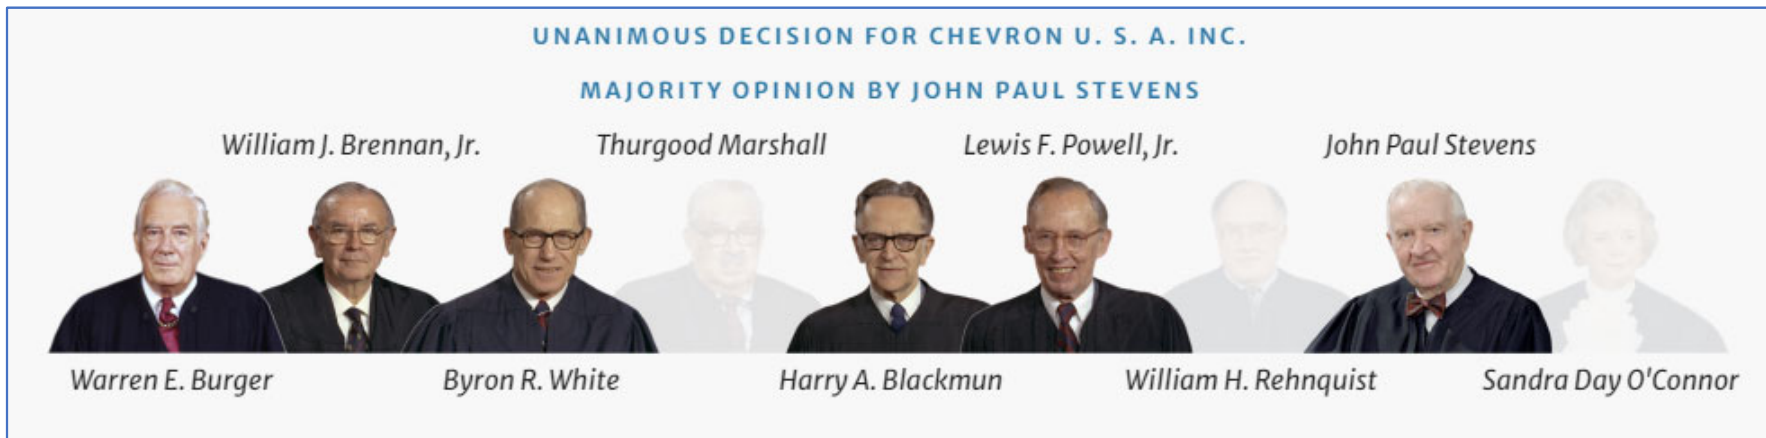 UNANIMOUS DECISION FOR CHEVRON U. S. A. INC.
MAJORITY OPINION BY JOHN PAUL STEVENS
William J. Brennan, Jr. Thurgood Marshall Lewis F. Powell, Jr. John Paul Stevens
Warren E. Burger Byron R. White Harry A. Blackmun William H. Rehnquist Sandra Day O'Connor